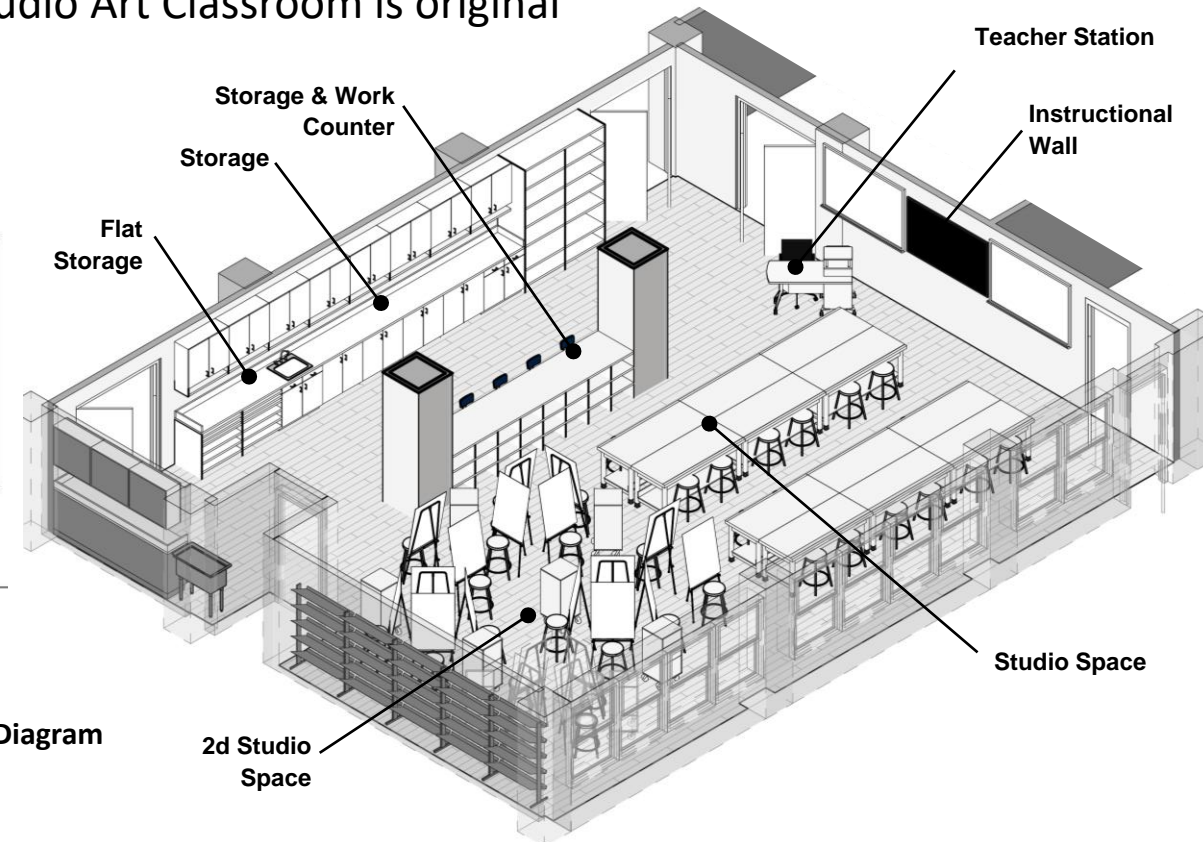 udio Art Classroom is original
Teacher Station
Storage & Work
Counter
Instructional
Wall
Storage
Flat
Storage
Studio Space
Diagram
2d Studio
Space